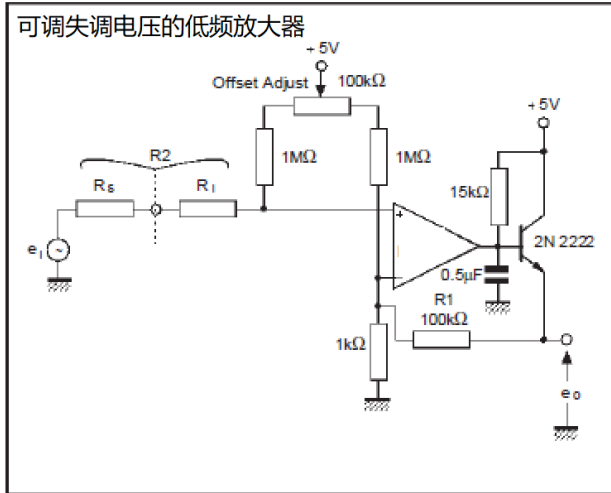 可调失调电压的低频放大器
+5V
Offset Adjust 100kΩ
+5V
R2
1MΩ 1MΩ
RS RI
15kΩ
eI
~
+
−
2N 2222
0.5μF
R1
100kΩ
1kΩ
eo